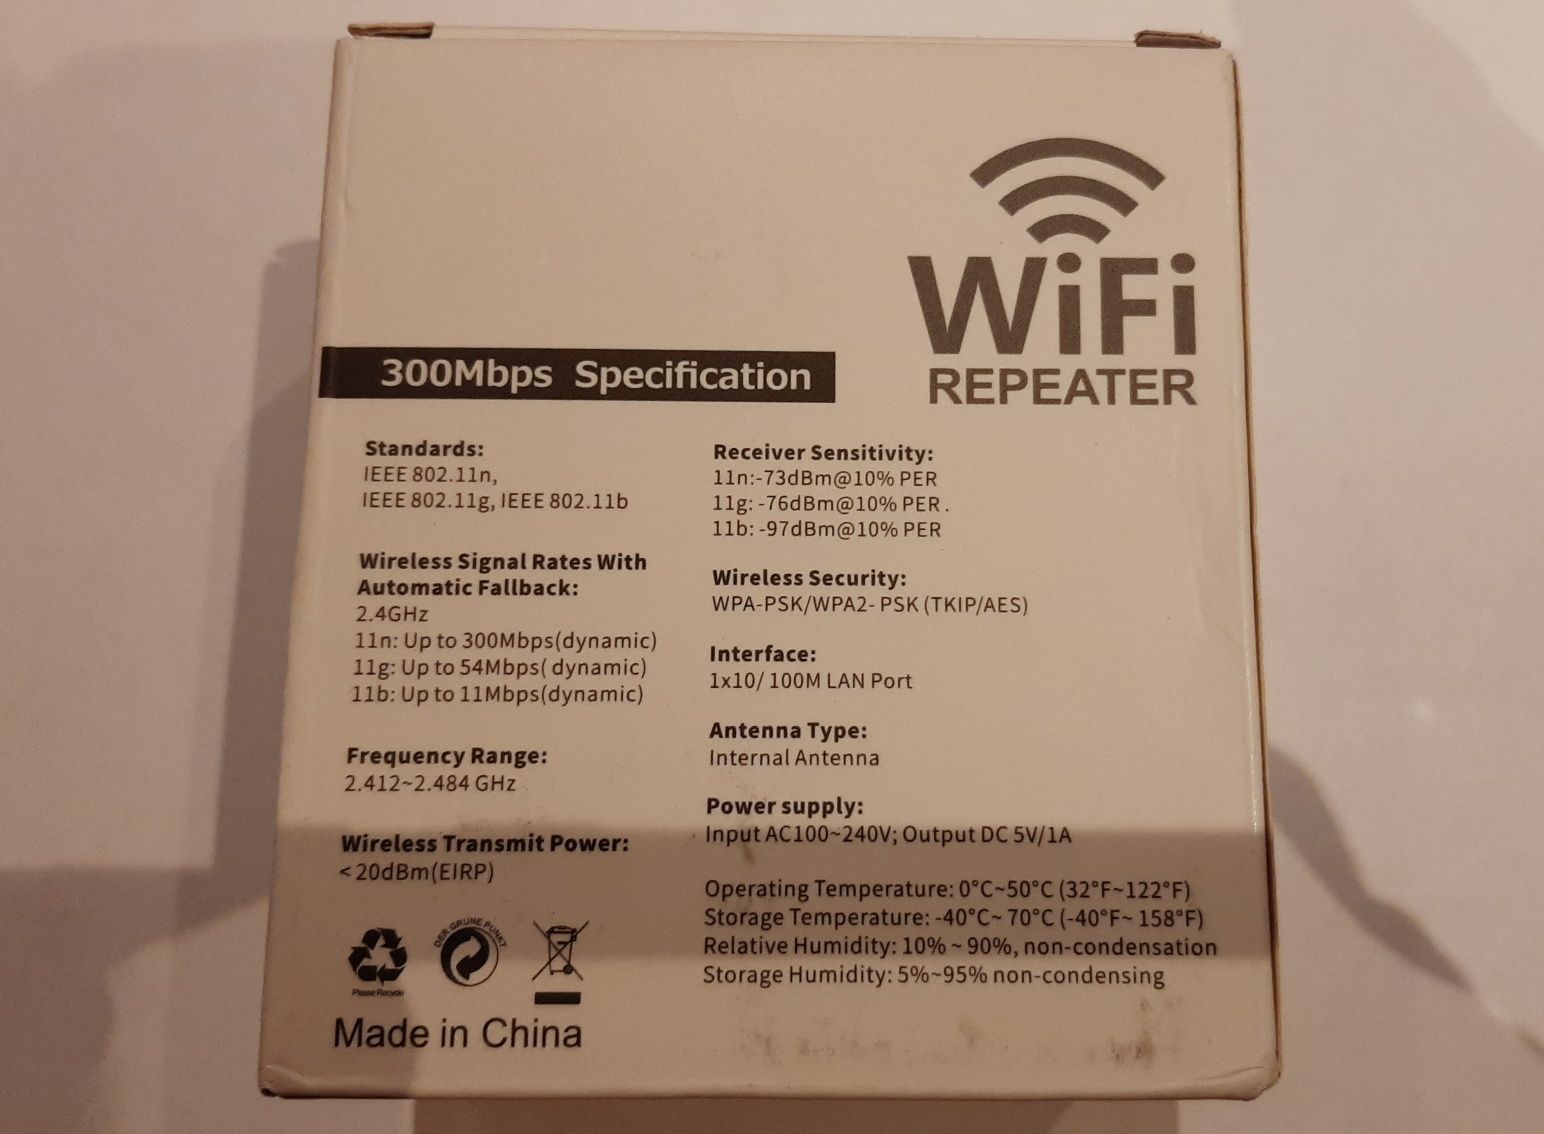 WiFi
REPEATER
300Mbps Specification
Standards:
IEEE 802.11n,
IEEE 802.11g, IEEE 802.11b
Wireless Signal Rates With
Automatic Fallback:
2.4GHz
11n: Up to 300Mbps(dynamic)
11g: Up to 54Mbps( dynamic)
11b: Up to 11Mbps(dynamic)
Frequency Range:
2.412~2.484 GHz
Wireless Transmit Power:
< 20dBm(EIRP)
DER GRÜNE PUNKT
Please Recycle
Made in China
Receiver Sensitivity:
11n:-73dBm@10% PER
11g: -76dBm@10% PER .
11b: -97dBm@10% PER
Wireless Security:
WPA-PSK/WPA2- PSK (TKIP/AES)
Interface:
1x10/ 100M LAN Port
Antenna Type:
Internal Antenna
Power supply:
Input AC100~240V; Output DC 5V/1A
Operating Temperature: 0°C~50°C (32°F~122°F)
Storage Temperature: -40°C~ 70°C (-40°F~ 158°F)
Relative Humidity: 10% ~ 90%, non-condensation
Storage Humidity: 5%~95% non-condensing